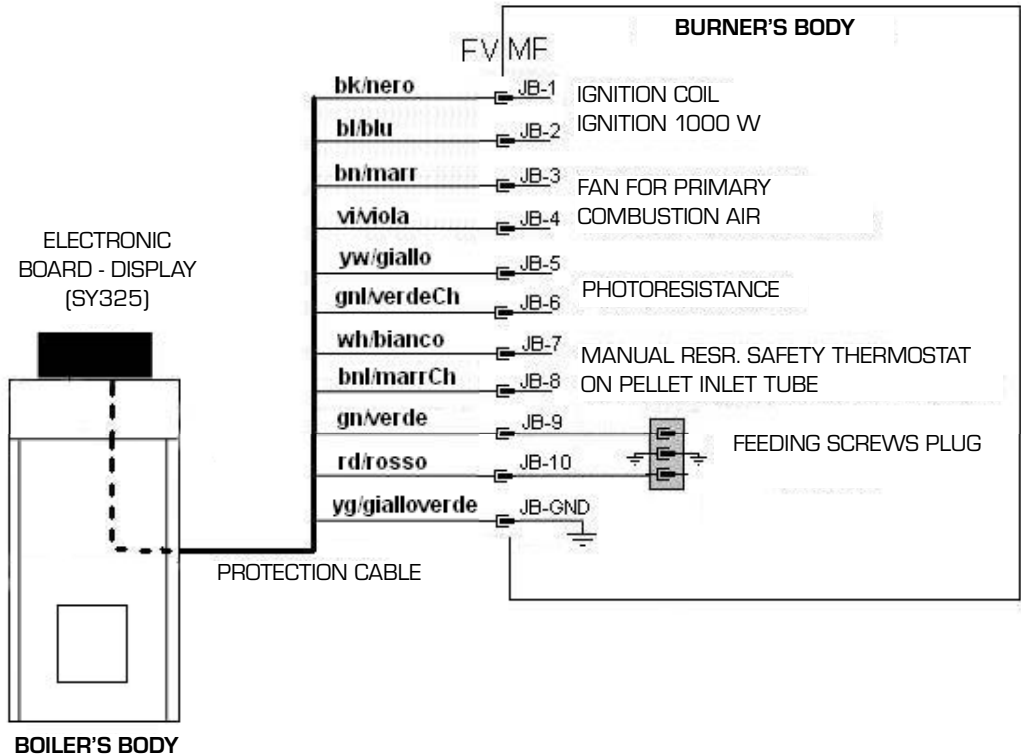 BURNER'S BODY
FV MF
bk/nero JB-1
IGNITION COIL
IGNITION 1000 W
bl/blu JB-2
bn/marr JB-3
FAN FOR PRIMARY
COMBUSTION AIR
vi/viola JB-4
ELECTRONIC
BOARD - DISPLAY
(SY325)
yw/giallo JB-5
PHOTORESISTANCE
gnl/verdeCh JB-6
wh/bianco JB-7
MANUAL RESR. SAFETY THERMOSTAT
ON PELLET INLET TUBE
bnl/marrCh JB-8
gn/verde JB-9
FEEDING SCREWS PLUG
rd/rosso JB-10
yg/gialloverde JB-GND
PROTECTION CABLE
BOILER'S BODY